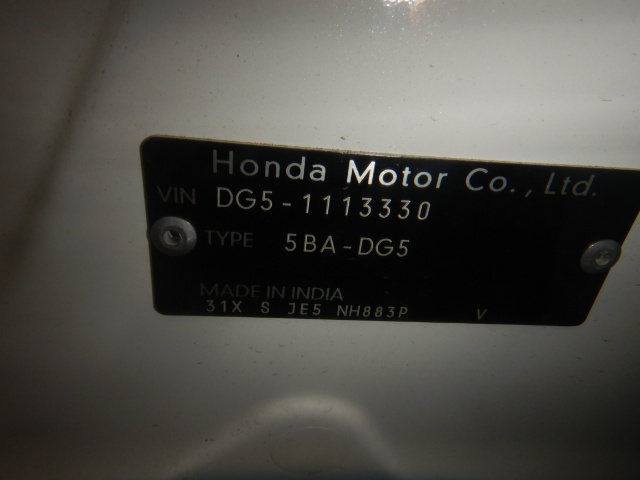 Honda Motor Co., Ltd.
VIN DG5-1113330
TYPE 5BA-DG5
MADE IN INDIA
31X S JE5 NH883P V